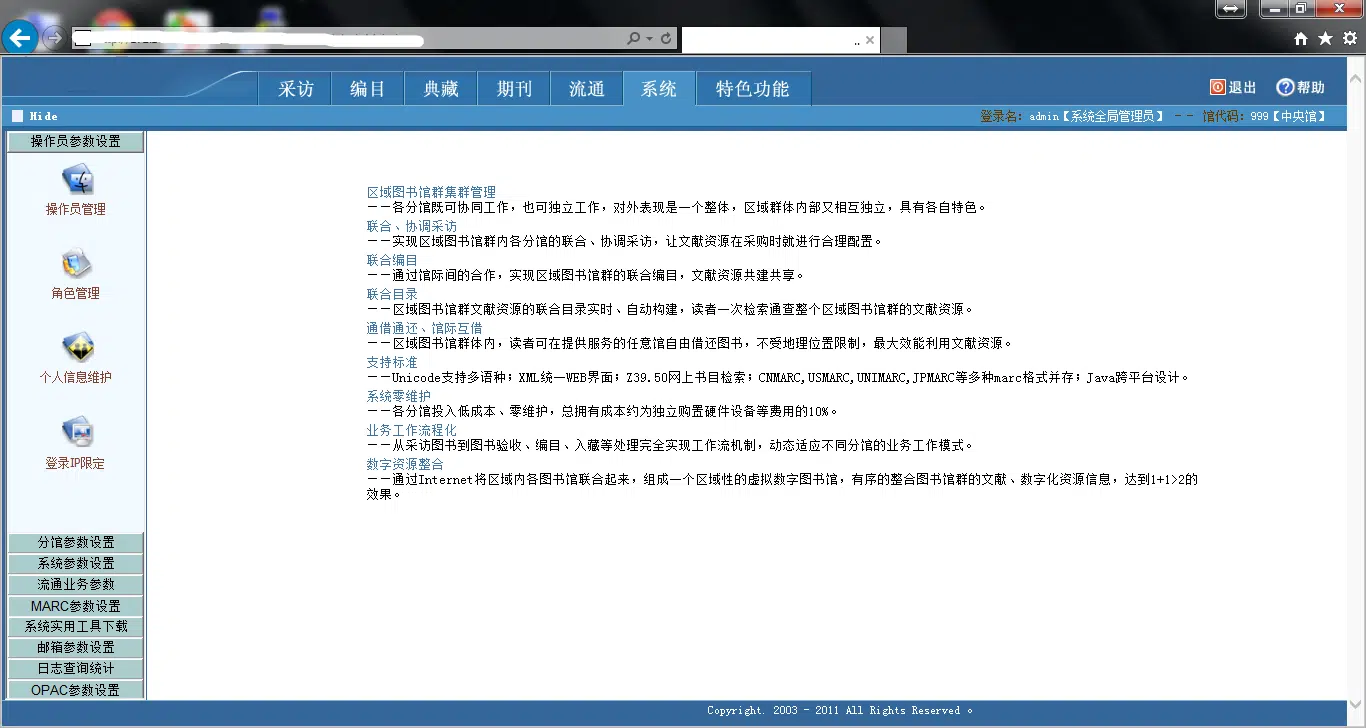 ..
采访 编目 典藏 期刊 流通 系统 特色功能 退出 帮助
Hide
登录名：admin【系统全局管理员】 －－ 馆代码：999【中央馆】
操作员参数设置
操作员管理
角色管理
个人信息维护
登录IP限定
分馆参数设置
系统参数设置
流通业务参数
MARC参数设置
系统实用工具下载
邮箱参数设置
日志查询统计
OPAC参数设置
区域图书馆群集群管理
－－各分馆既可协同工作，也可独立工作，对外表现是一个整体，区域群体内部又相互独立，具有各自特色。
联合、协调采访
－－实现区域图书馆群内各分馆的联合、协调采访，让文献资源在采购时就进行合理配置。
联合编目
－－通过馆际间的合作，实现区域图书馆群的联合编目，文献资源共建共享。
联合目录
－－区域图书馆群文献资源的联合目录实时、自动构建，读者一次检索通查整个区域图书馆群的文献资源。
通借通还、馆际互借
－－区域图书馆群体内，读者可在提供服务的任意馆自由借还图书，不受地理位置限制，最大效能利用文献资源。
支持标准
－－Unicode支持多语种；XML统一WEB界面；Z39.50网上书目检索；CNMARC,USMARC,UNIMARC,JPMARC等多种marc格式并存；Java跨平台设计。
系统零维护
－－各分馆投入低成本、零维护，总拥有成本约为独立购置硬件设备等费用的10%。
业务工作流程化
－－从采访图书到图书验收、编目、入藏等处理完全实现工作流机制，动态适应不同分馆的业务工作模式。
数字资源整合
－－通过Internet将区域内各图书馆联合起来，组成一个区域性的虚拟数字图书馆，有序的整合图书馆群的文献、数字化资源信息，达到1+1>2的
效果。
Copyright. 2003 - 2011 All Rights Reserved 。